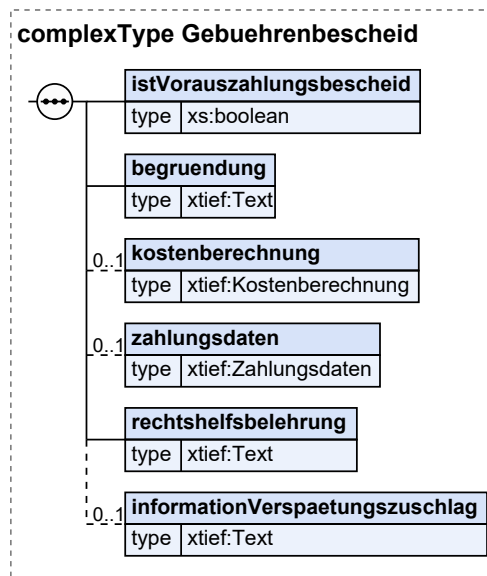 complexType Gebuehrenbescheid
istVorauszahlungsbescheid
type xs:boolean
begruendung
type xtief:Text
0..1 kostenberechnung
type xtief:Kostenberechnung
0..1 zahlungsdaten
type xtief:Zahlungsdaten
rechtshelfsbelehrung
type xtief:Text
0..1 informationVerspaetungszuschlag
type xtief:Text